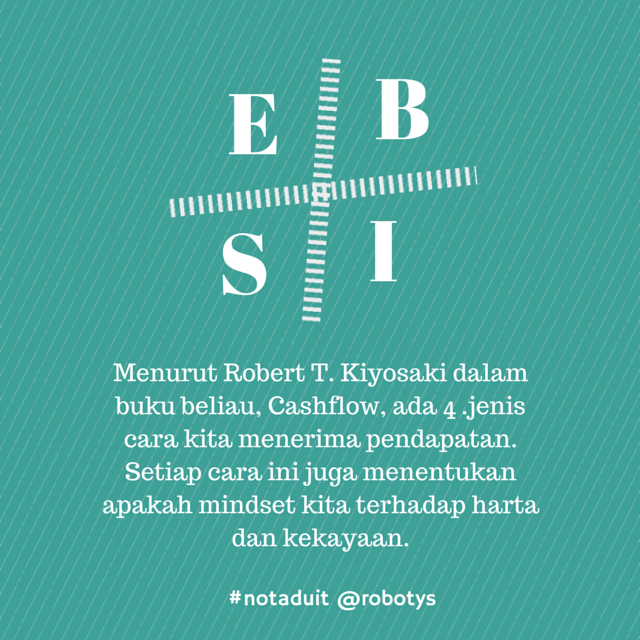 E B
S I
Menurut Robert T. Kiyosaki dalam
buku beliau, Cashflow, ada 4 .jenis
cara kita menerima pendapatan.
Setiap cara ini juga menentukan
apakah mindset kita terhadap harta
dan kekayaan.
#notaduit @robotys